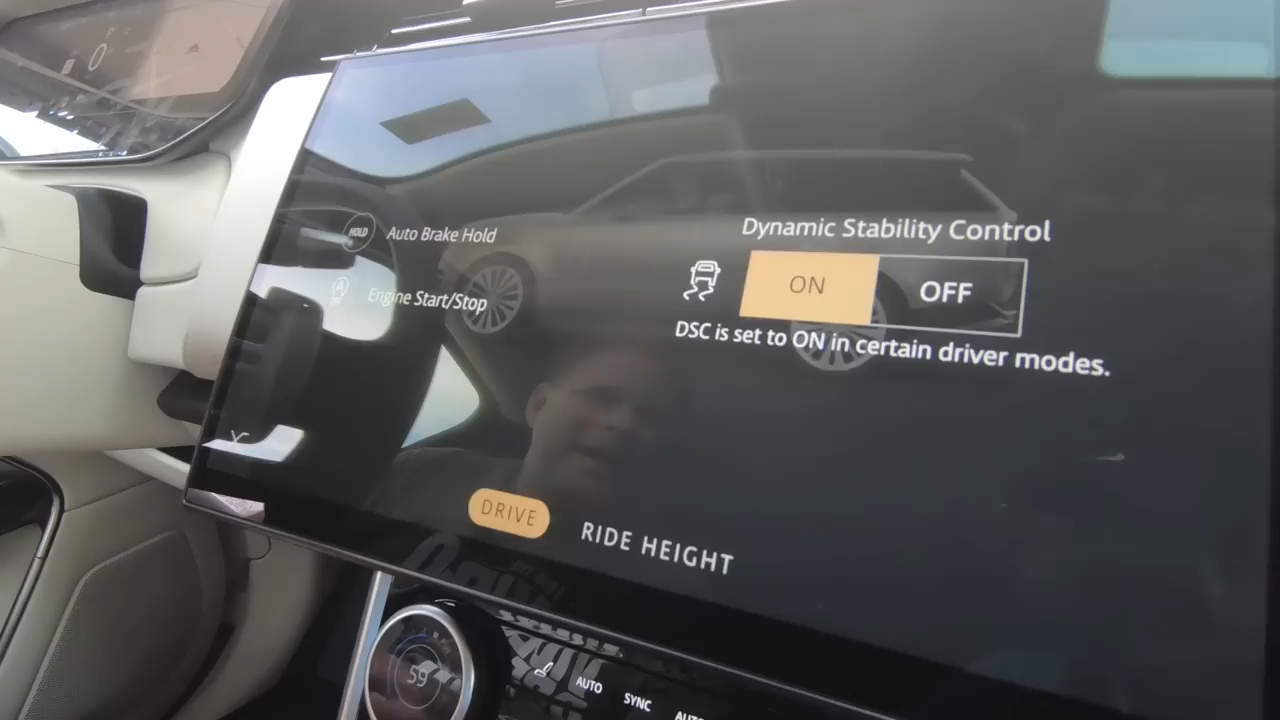 Dynamic Stability Control
HOLD
Auto Brake Hold
ON
OFF
A
Engine Start/Stop
DSC is set to ON in certain driver modes.
DRIVE
RIDE HEIGHT
59
AUTO
SYNC